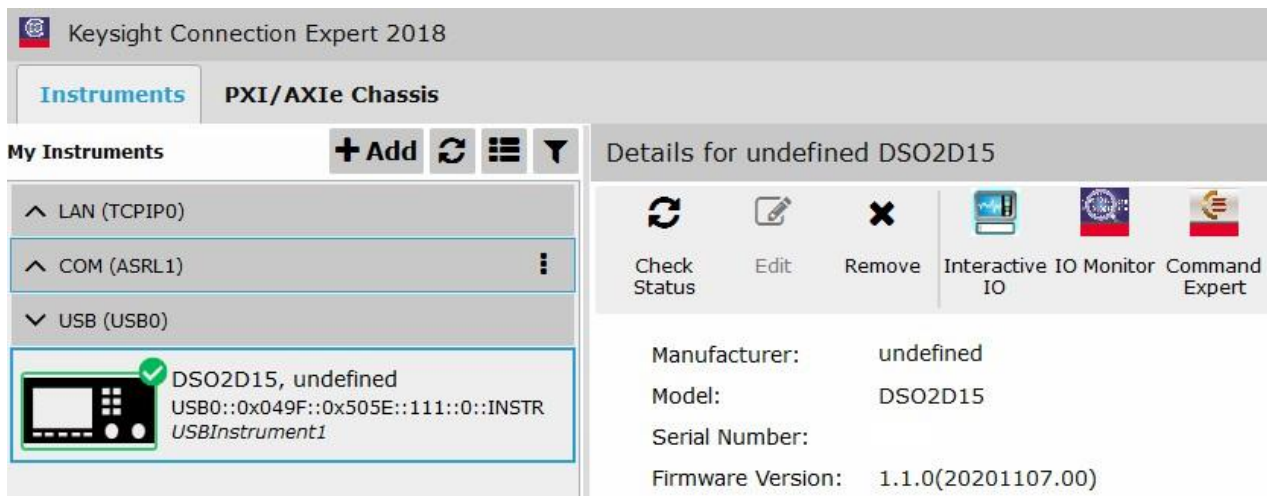 Keysight Connection Expert 2018
Instruments PXI/AXIe Chassis
My Instruments
Add
LAN (TCPIP0)
COM (ASRL1)
USB (USB0)
DSO2D15, undefined
USB0::0x049F::0x505E::111::0::INSTR
USBInstrument1
Details for undefined DSO2D15
Check Status
Edit
Remove
Interactive IO
IO Monitor
Command Expert
Manufacturer: undefined
Model: DSO2D15
Serial Number:
Firmware Version: 1.1.0(20201107.00)